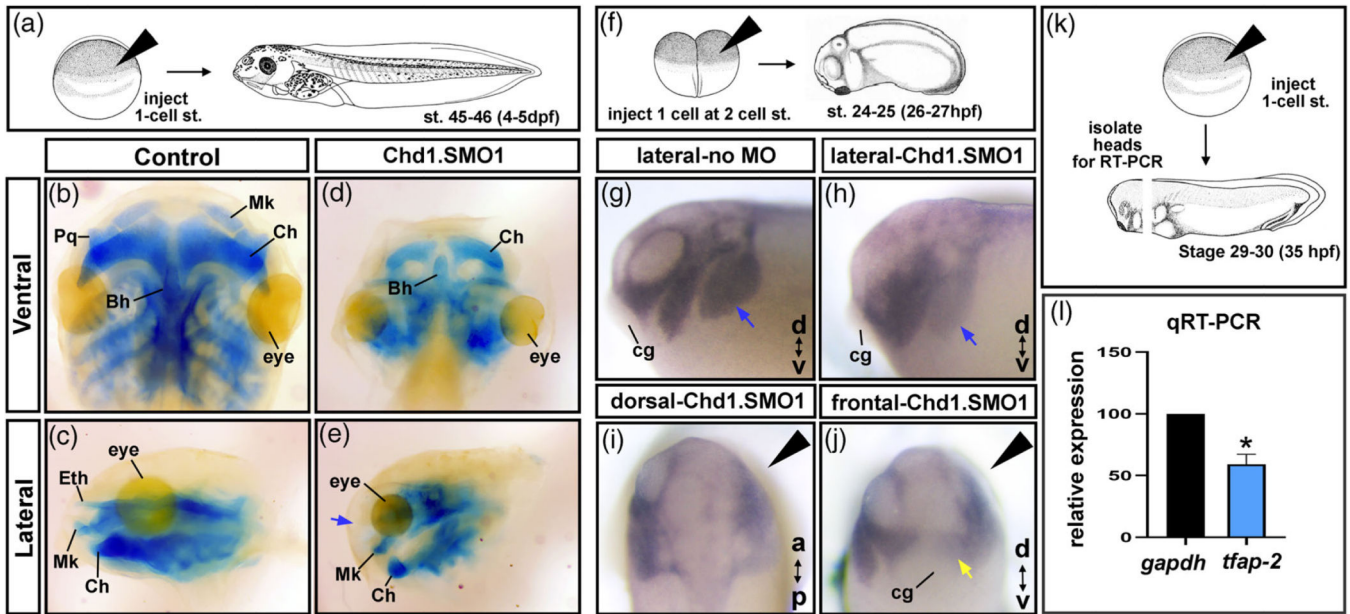 (a)
inject
1-cell st.
st. 45-46 (4-5dpf)
Control
Chd1.SMO1
Ventral
(b)
Mk
Pq
Ch
Bh
eye
(d)
Ch
Bh
eye
Lateral
(c)
eye
Eth
Mk
Ch
(e)
eye
Mk
Ch
(f)
inject 1 cell at 2 cell st.
st. 24-25 (26-27hpf)
lateral-no MO
lateral-Chd1.SMO1
(g)
cg
d
v
(h)
cg
d
v
dorsal-Chd1.SMO1
frontal-Chd1.SMO1
(i)
a
p
(j)
cg
d
v
(k)
inject
1-cell st.
isolate
heads
for RT-PCR
Stage 29-30 (35 hpf)
(l)
qRT-PCR
relative expression
150
100
50
0
*
gapdh
tfap-2